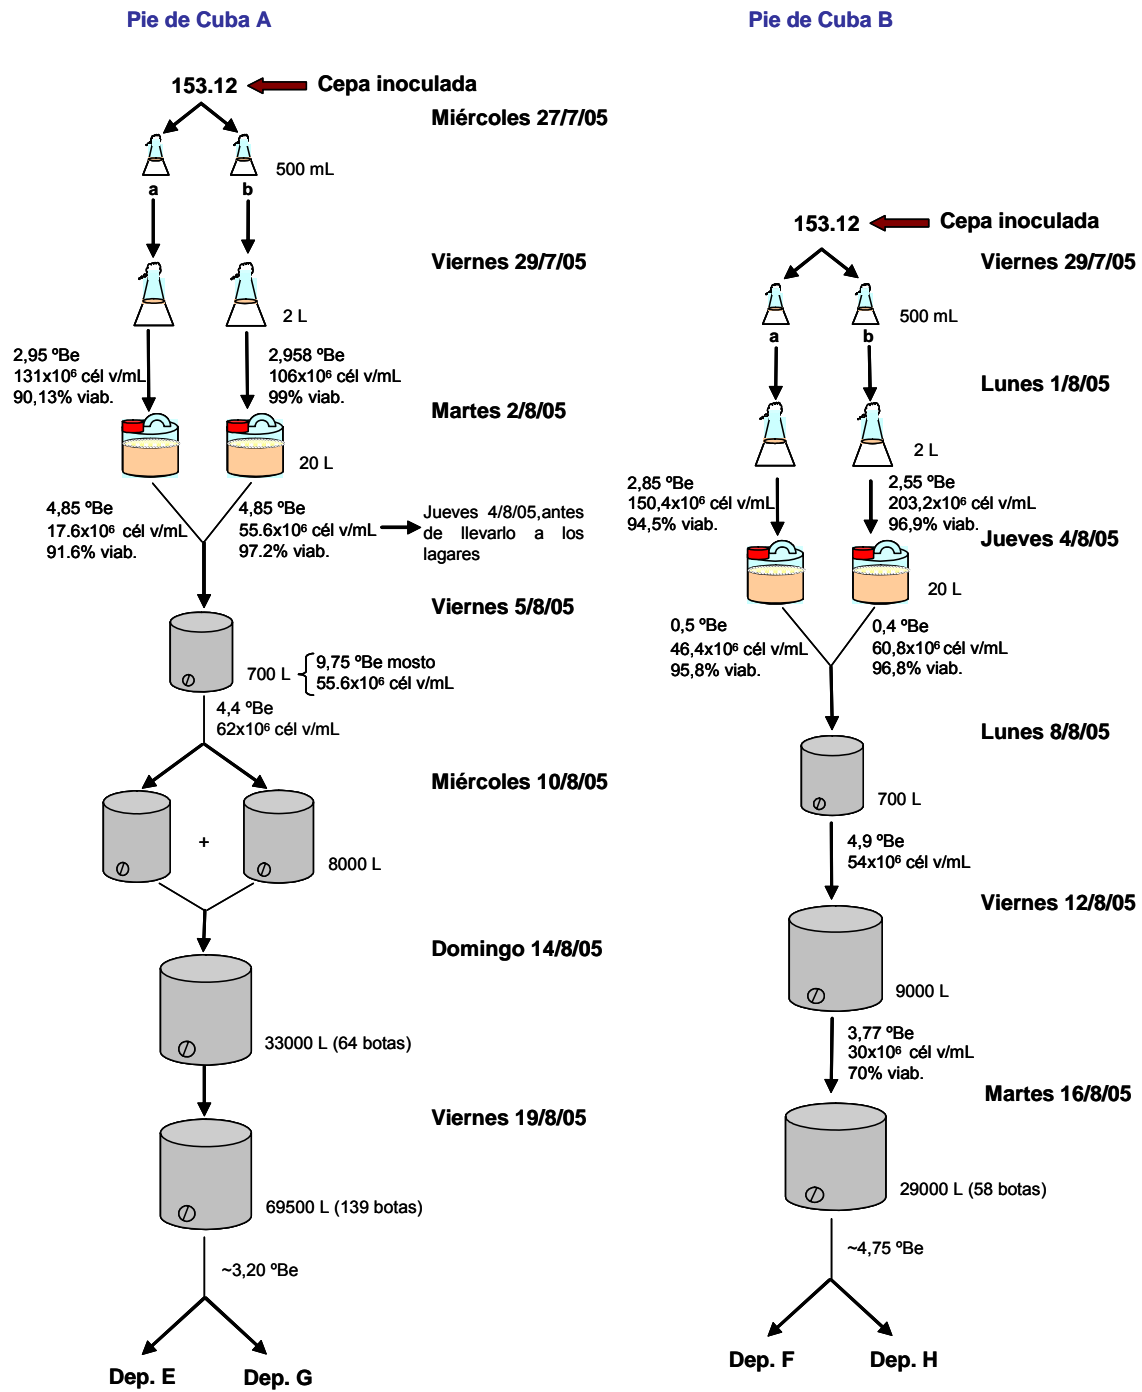 Pie de Cuba A
153.12
Cepa inoculada
Miércoles 27/7/05
500 mL
a
b
Viernes 29/7/05
2 L
2,95 ºBe
131x10⁶ cél v/mL
90,13% viab.
2,958 ºBe
106x10⁶ cél v/mL
99% viab.
Martes 2/8/05
20 L
4,85 ºBe
17.6x10⁶ cél v/mL
91.6% viab.
4,85 ºBe
55.6x10⁶ cél v/mL
97.2% viab.
Jueves 4/8/05,antes
de llevarlo a los
lagares
Viernes 5/8/05
700 L
9,75 ºBe mosto
55.6x10⁶ cél v/mL
4,4 ºBe
62x10⁶ cél v/mL
Miércoles 10/8/05
+
8000 L
Domingo 14/8/05
33000 L (64 botas)
Viernes 19/8/05
69500 L (139 botas)
~3,20 ºBe
Dep. E
Dep. G
Pie de Cuba B
153.12
Cepa inoculada
Viernes 29/7/05
500 mL
a
b
Lunes 1/8/05
2 L
2,85 ºBe
150,4x10⁶ cél v/mL
94,5% viab.
2,55 ºBe
203,2x10⁶ cél v/mL
96,9% viab.
Jueves 4/8/05
20 L
0,5 ºBe
46,4x10⁶ cél v/mL
95,8% viab.
0,4 ºBe
60,8x10⁶ cél v/mL
96,8% viab.
Lunes 8/8/05
700 L
4,9 ºBe
54x10⁶ cél v/mL
Viernes 12/8/05
9000 L
3,77 ºBe
30x10⁶ cél v/mL
70% viab.
Martes 16/8/05
29000 L (58 botas)
~4,75 ºBe
Dep. F
Dep. H